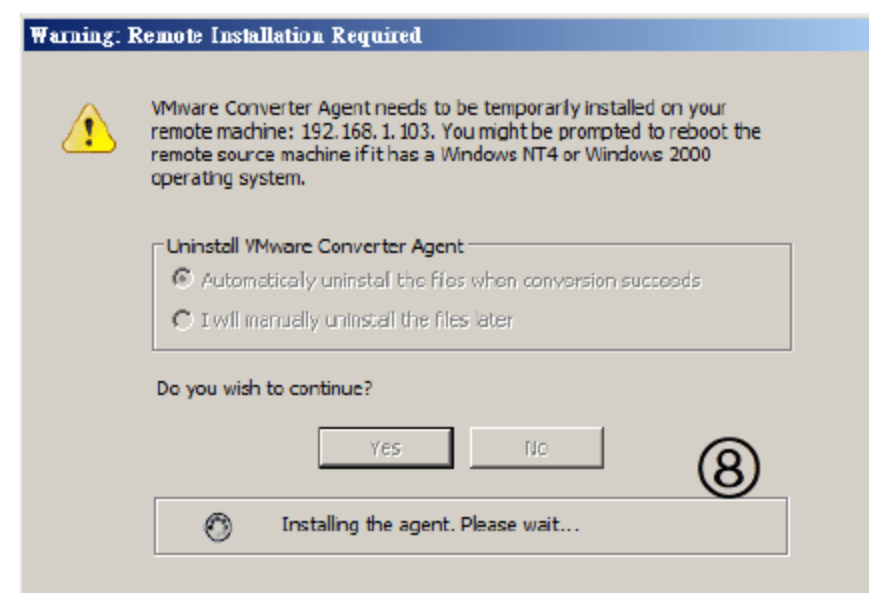 Warning: Remote Installation Required
VMware Converter Agent needs to be temporarily installed on your
remote machine: 192.168.1.103. You might be prompted to reboot the
remote source machine if it has a Windows NT4 or Windows 2000
operating system.
Uninstall VMware Converter Agent
Automatically uninstall the files when conversion succeeds
I will manually uninstall the files later
Do you wish to continue?
Yes No
⑧
Installing the agent. Please wait...